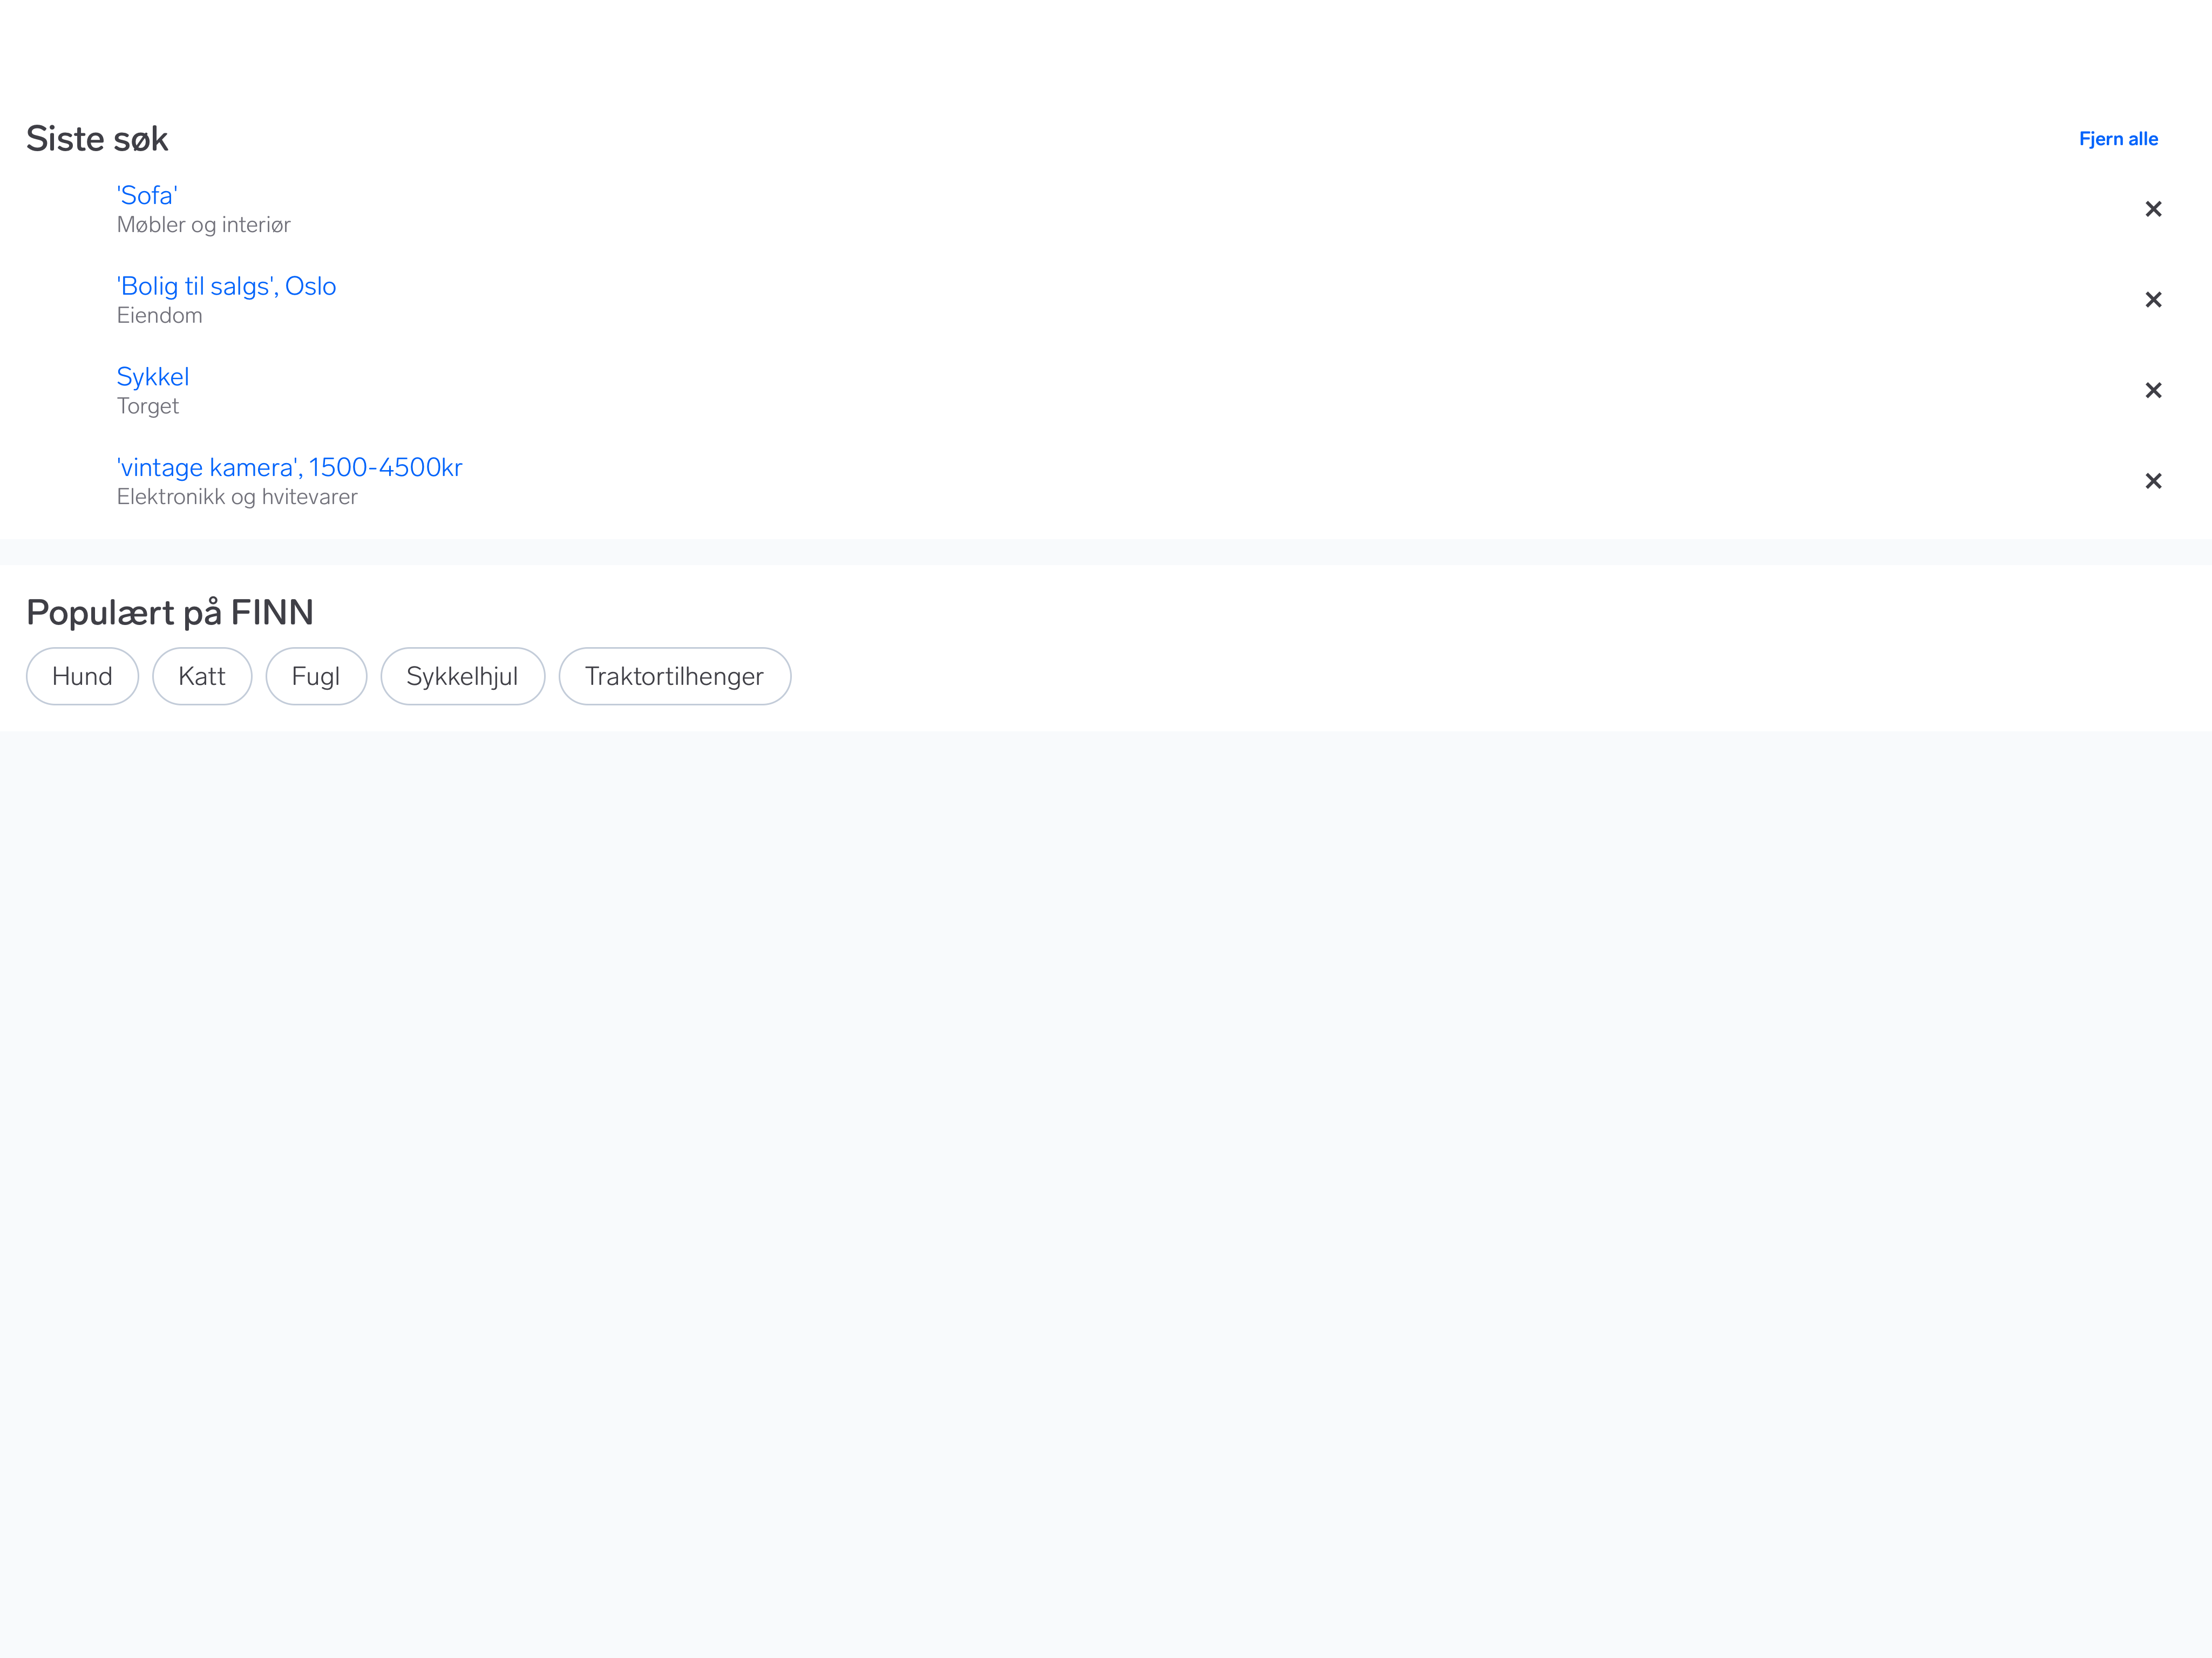 Siste søk
Fjern alle
'Sofa'
Møbler og interiør
'Bolig til salgs', Oslo
Eiendom
Sykkel
Torget
'vintage kamera', 1500-4500kr
Elektronikk og hvitevarer
Populært på FINN
Hund Katt Fugl Sykkelhjul Traktortilhenger